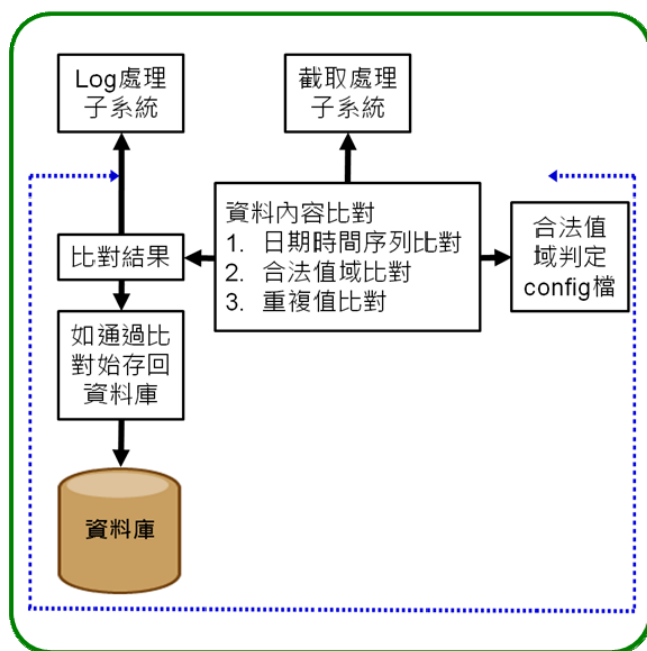 Log處理
子系統
截取處理
子系統
資料內容比對
1. 日期時間序列比對
2. 合法值域比對
3. 重複值比對
合法值
域判定
config檔
比對結果
如通過比
對始存回
資料庫
資料庫